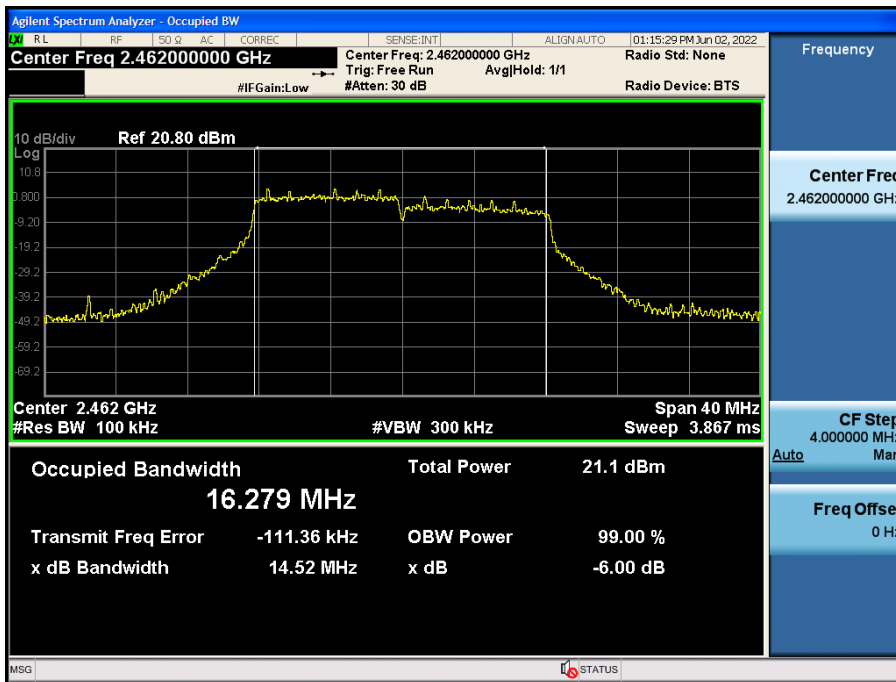 Agilent Spectrum Analyzer - Occupied BW
LXI RL RF 50 Ω AC CORREC SENSE:INT ALIGN AUTO 01:15:29 PM Jun 02, 2022
Center Freq 2.462000000 GHz
Center Freq: 2.462000000 GHz
Radio Std: None
Trig: Free Run Avg|Hold: 1/1
#IFGain:Low #Atten: 30 dB Radio Device: BTS
Frequency
10 dB/div Ref 20.80 dBm
Log
10.8
0.800
-9.20
-19.2
-29.2
-39.2
-49.2
-59.2
-69.2
Center 2.462 GHz Span 40 MHz
#Res BW 100 kHz #VBW 300 kHz Sweep 3.867 ms
Center Freq
2.462000000 GHz
CF Step
4.000000 MHz
Auto Man
Freq Offse
0 Hz
Occupied Bandwidth Total Power 21.1 dBm
16.279 MHz
Transmit Freq Error -111.36 kHz OBW Power 99.00 %
x dB Bandwidth 14.52 MHz x dB -6.00 dB
MSG STATUS